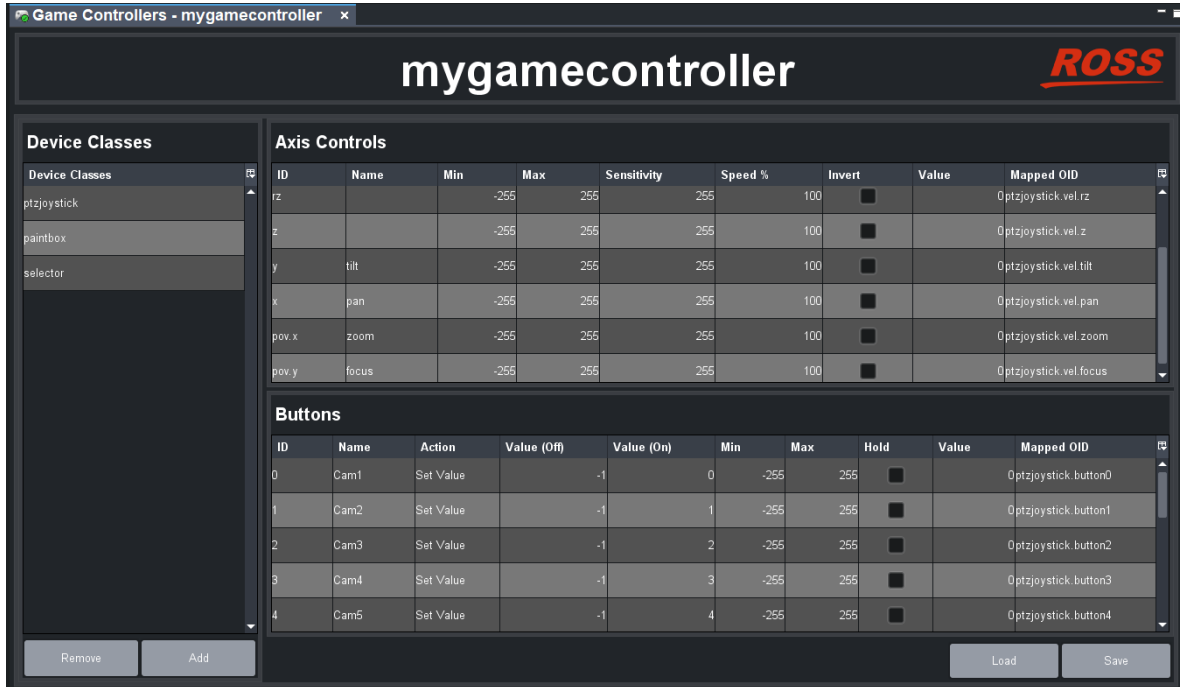 Game Controllers - mygamecontroller ×
mygamecontroller
ROSS
Device Classes
Device Classes
ptzjoystick
paintbox
selector
Remove Add
Axis Controls
ID Name Min Max Sensitivity Speed % Invert Value Mapped OID
rz -255 255 255 100 0 ptzjoystick.vel.rz
z -255 255 255 100 0 ptzjoystick.vel.z
y tilt -255 255 255 100 0 ptzjoystick.vel.tilt
x pan -255 255 255 100 0 ptzjoystick.vel.pan
pov.x zoom -255 255 255 100 0 ptzjoystick.vel.zoom
pov.y focus -255 255 255 100 0 ptzjoystick.vel.focus
Buttons
ID Name Action Value (Off) Value (On) Min Max Hold Value Mapped OID
0 Cam1 Set Value -1 0 -255 255 0 ptzjoystick.button0
1 Cam2 Set Value -1 1 -255 255 0 ptzjoystick.button1
2 Cam3 Set Value -1 2 -255 255 0 ptzjoystick.button2
3 Cam4 Set Value -1 3 -255 255 0 ptzjoystick.button3
4 Cam5 Set Value -1 4 -255 255 0 ptzjoystick.button4
Load Save